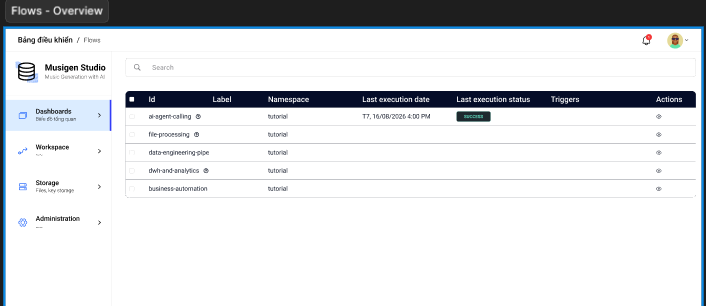 Flows - Overview
Bảng điều khiển / Flows
Musigen Studio
Music Generation with AI
Search
Dashboards
Biểu đồ tổng quan
Workspace
Storage
Files, key storage
Administration
Id Label Namespace Last execution date Last execution status Triggers Actions
ai-agent-calling tutorial T7, 16/08/2026 4:00 PM SUCCESS
file-processing tutorial
data-engineering-pipe tutorial
dwh-and-analytics tutorial
business-automation tutorial